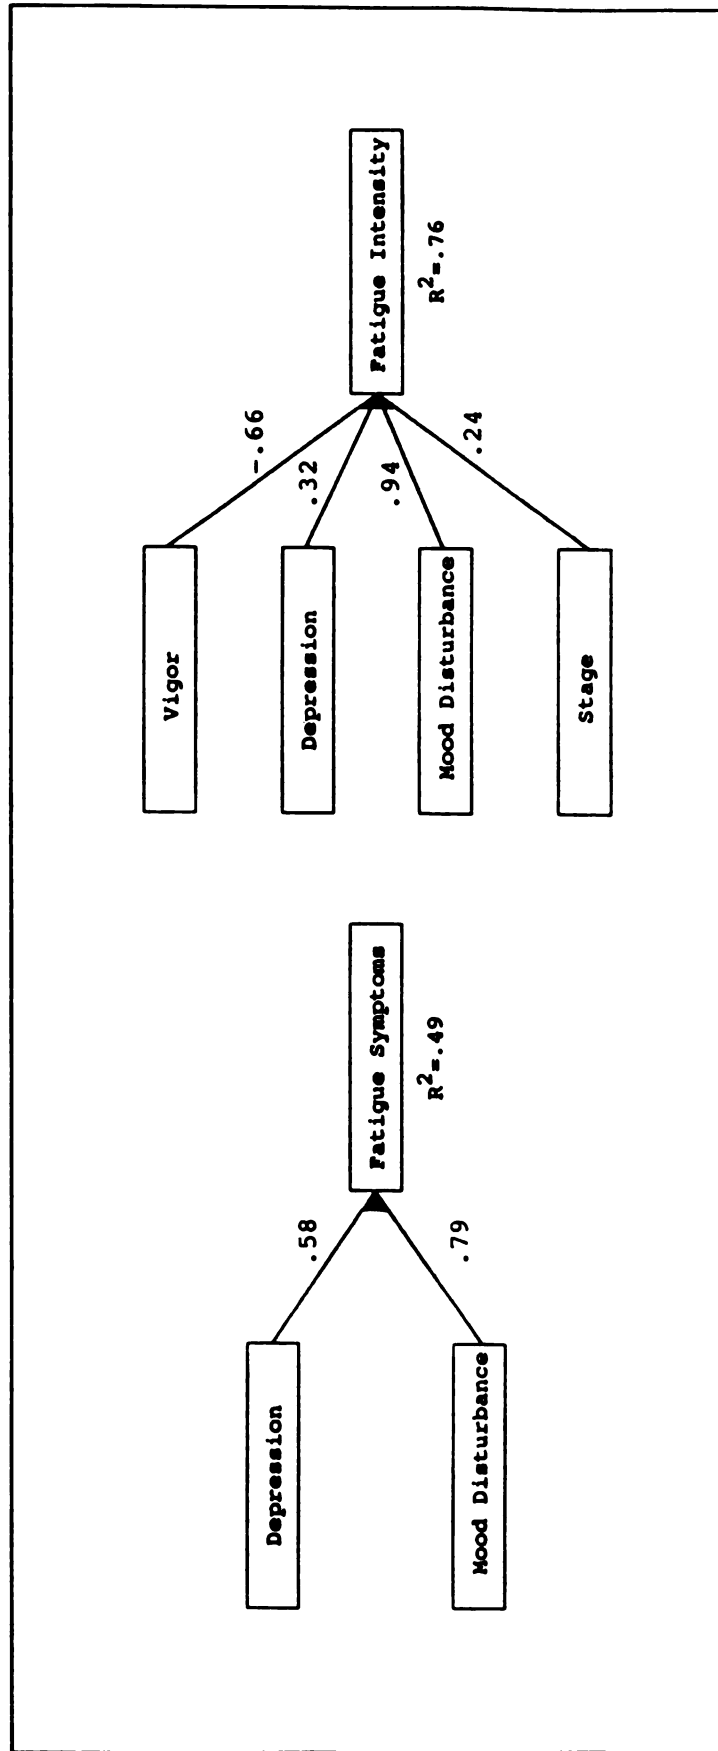 Depression
Mood Disturbance
.58
.79
Fatigue Symptoms
R²=.49
Vigor
Depression
Mood Disturbance
Stage
-.66
.32
.94
.24
Fatigue Intensity
R²=.76